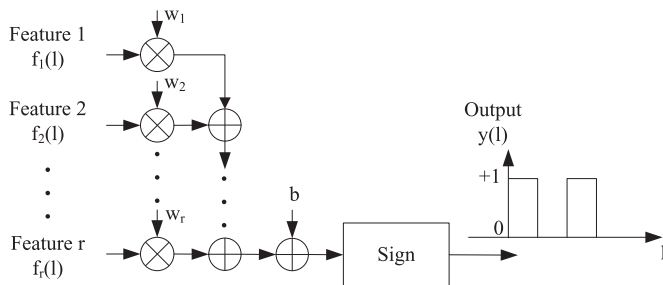 Feature 1
f₁(l)
w₁
Feature 2
f₂(l)
w₂
Feature r
fᵣ(l)
wᵣ
b
Sign
Output
y(l)
+1
0
l